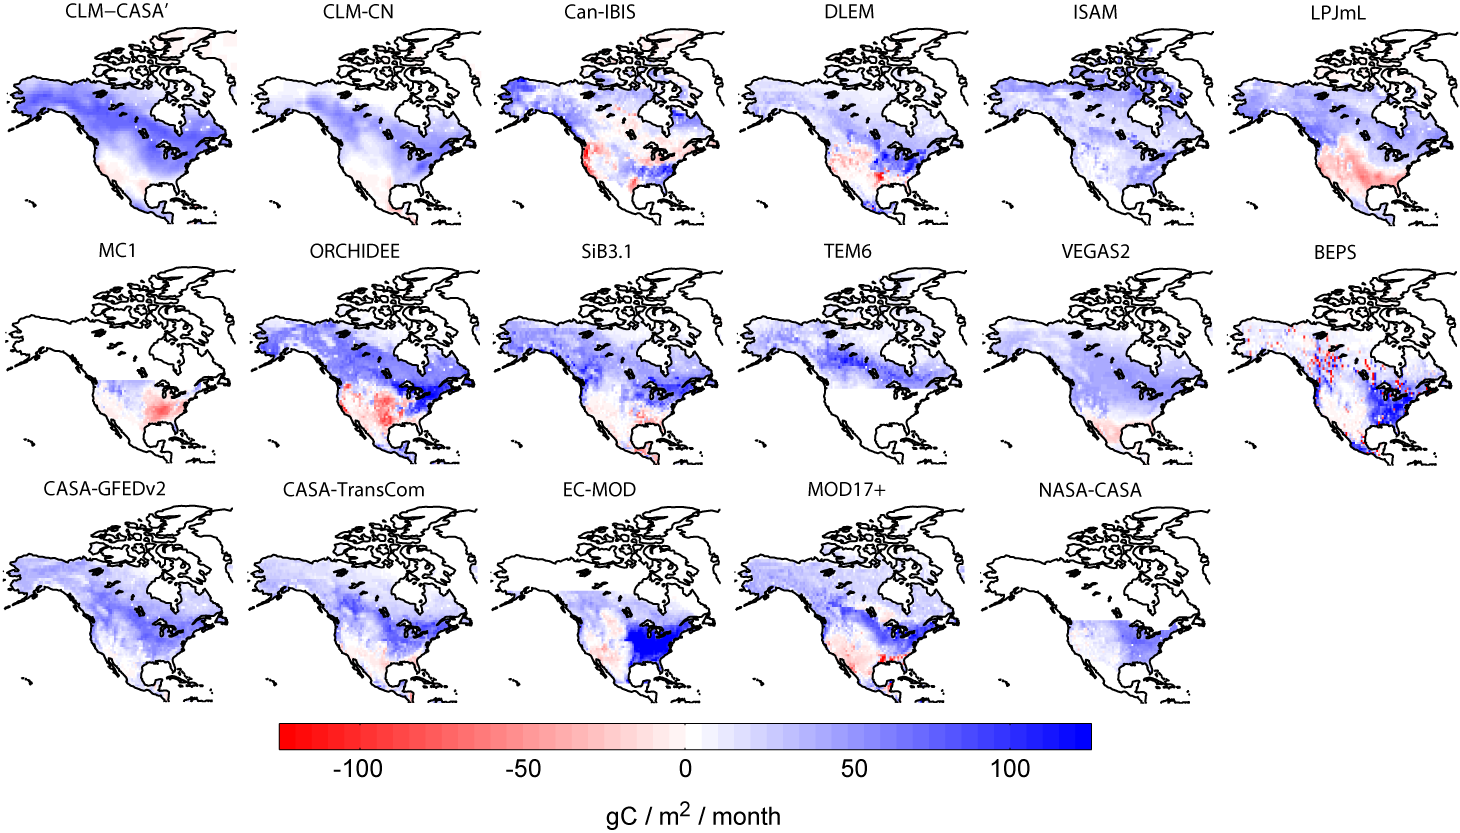 CLM−CASA’ CLM-CN Can-IBIS DLEM ISAM LPJmL
MC1 ORCHIDEE SiB3.1 TEM6 VEGAS2 BEPS
CASA-GFEDv2 CASA-TransCom EC-MOD MOD17+ NASA-CASA
-100 -50 0 50 100
gC / m² / month